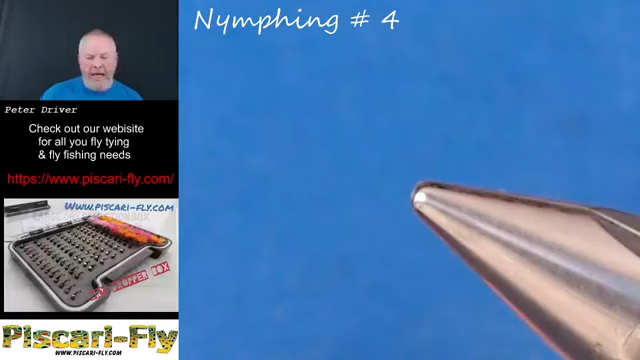 Nymphing # 4
Peter Driver
Check out our webisite
for all you fly tying
& fly fishing needs
https://www.piscari-fly.com/
WWW.PISCARI-FLY.COM
DROPPER BOX
Piscari-Fly
WWW.PISCARI-FLY.COM